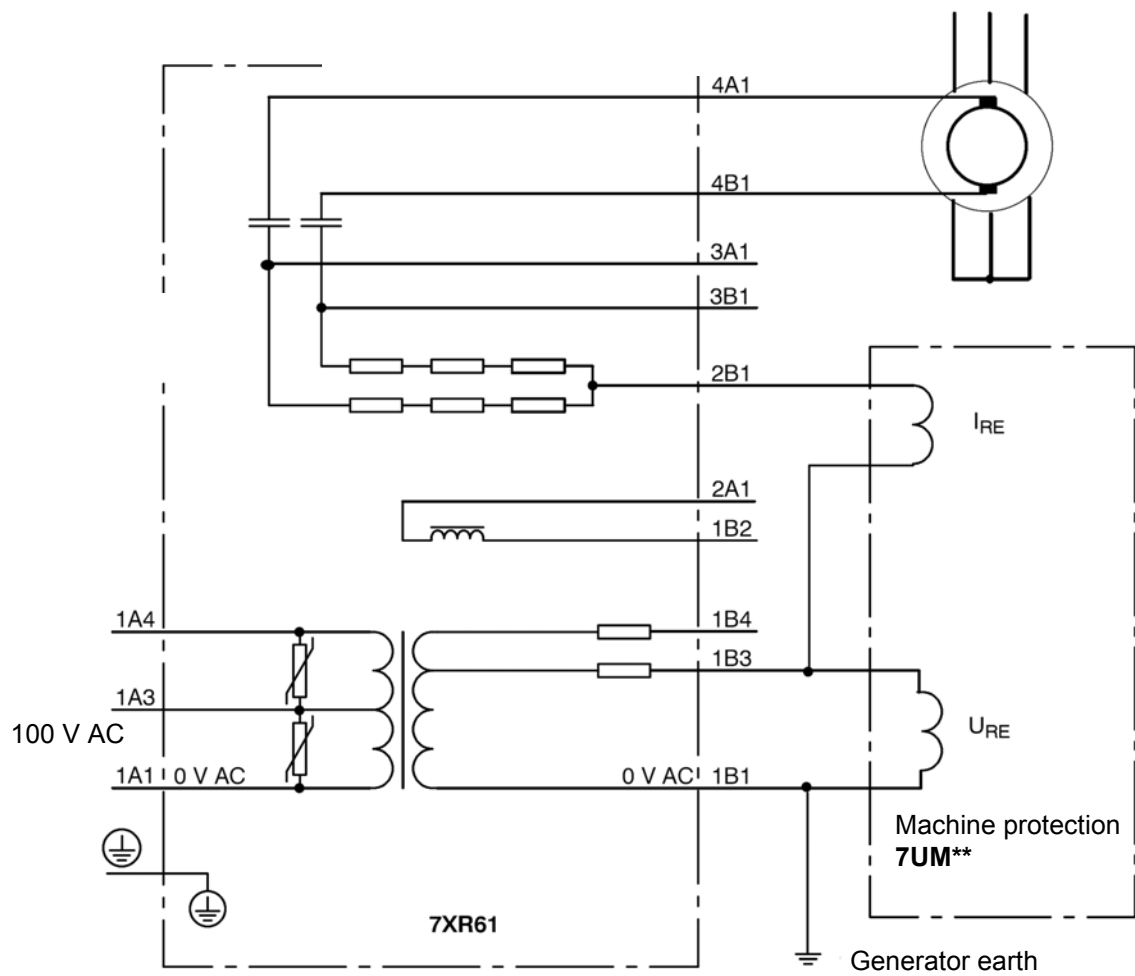 4A1
4B1
3A1
3B1
2B1
I_RE
2A1
1B2
1A4
1B4
1B3
1A3
100 V AC
U_RE
1A1 0 V AC
0 V AC 1B1
Machine protection
7UM**
7XR61
Generator earth